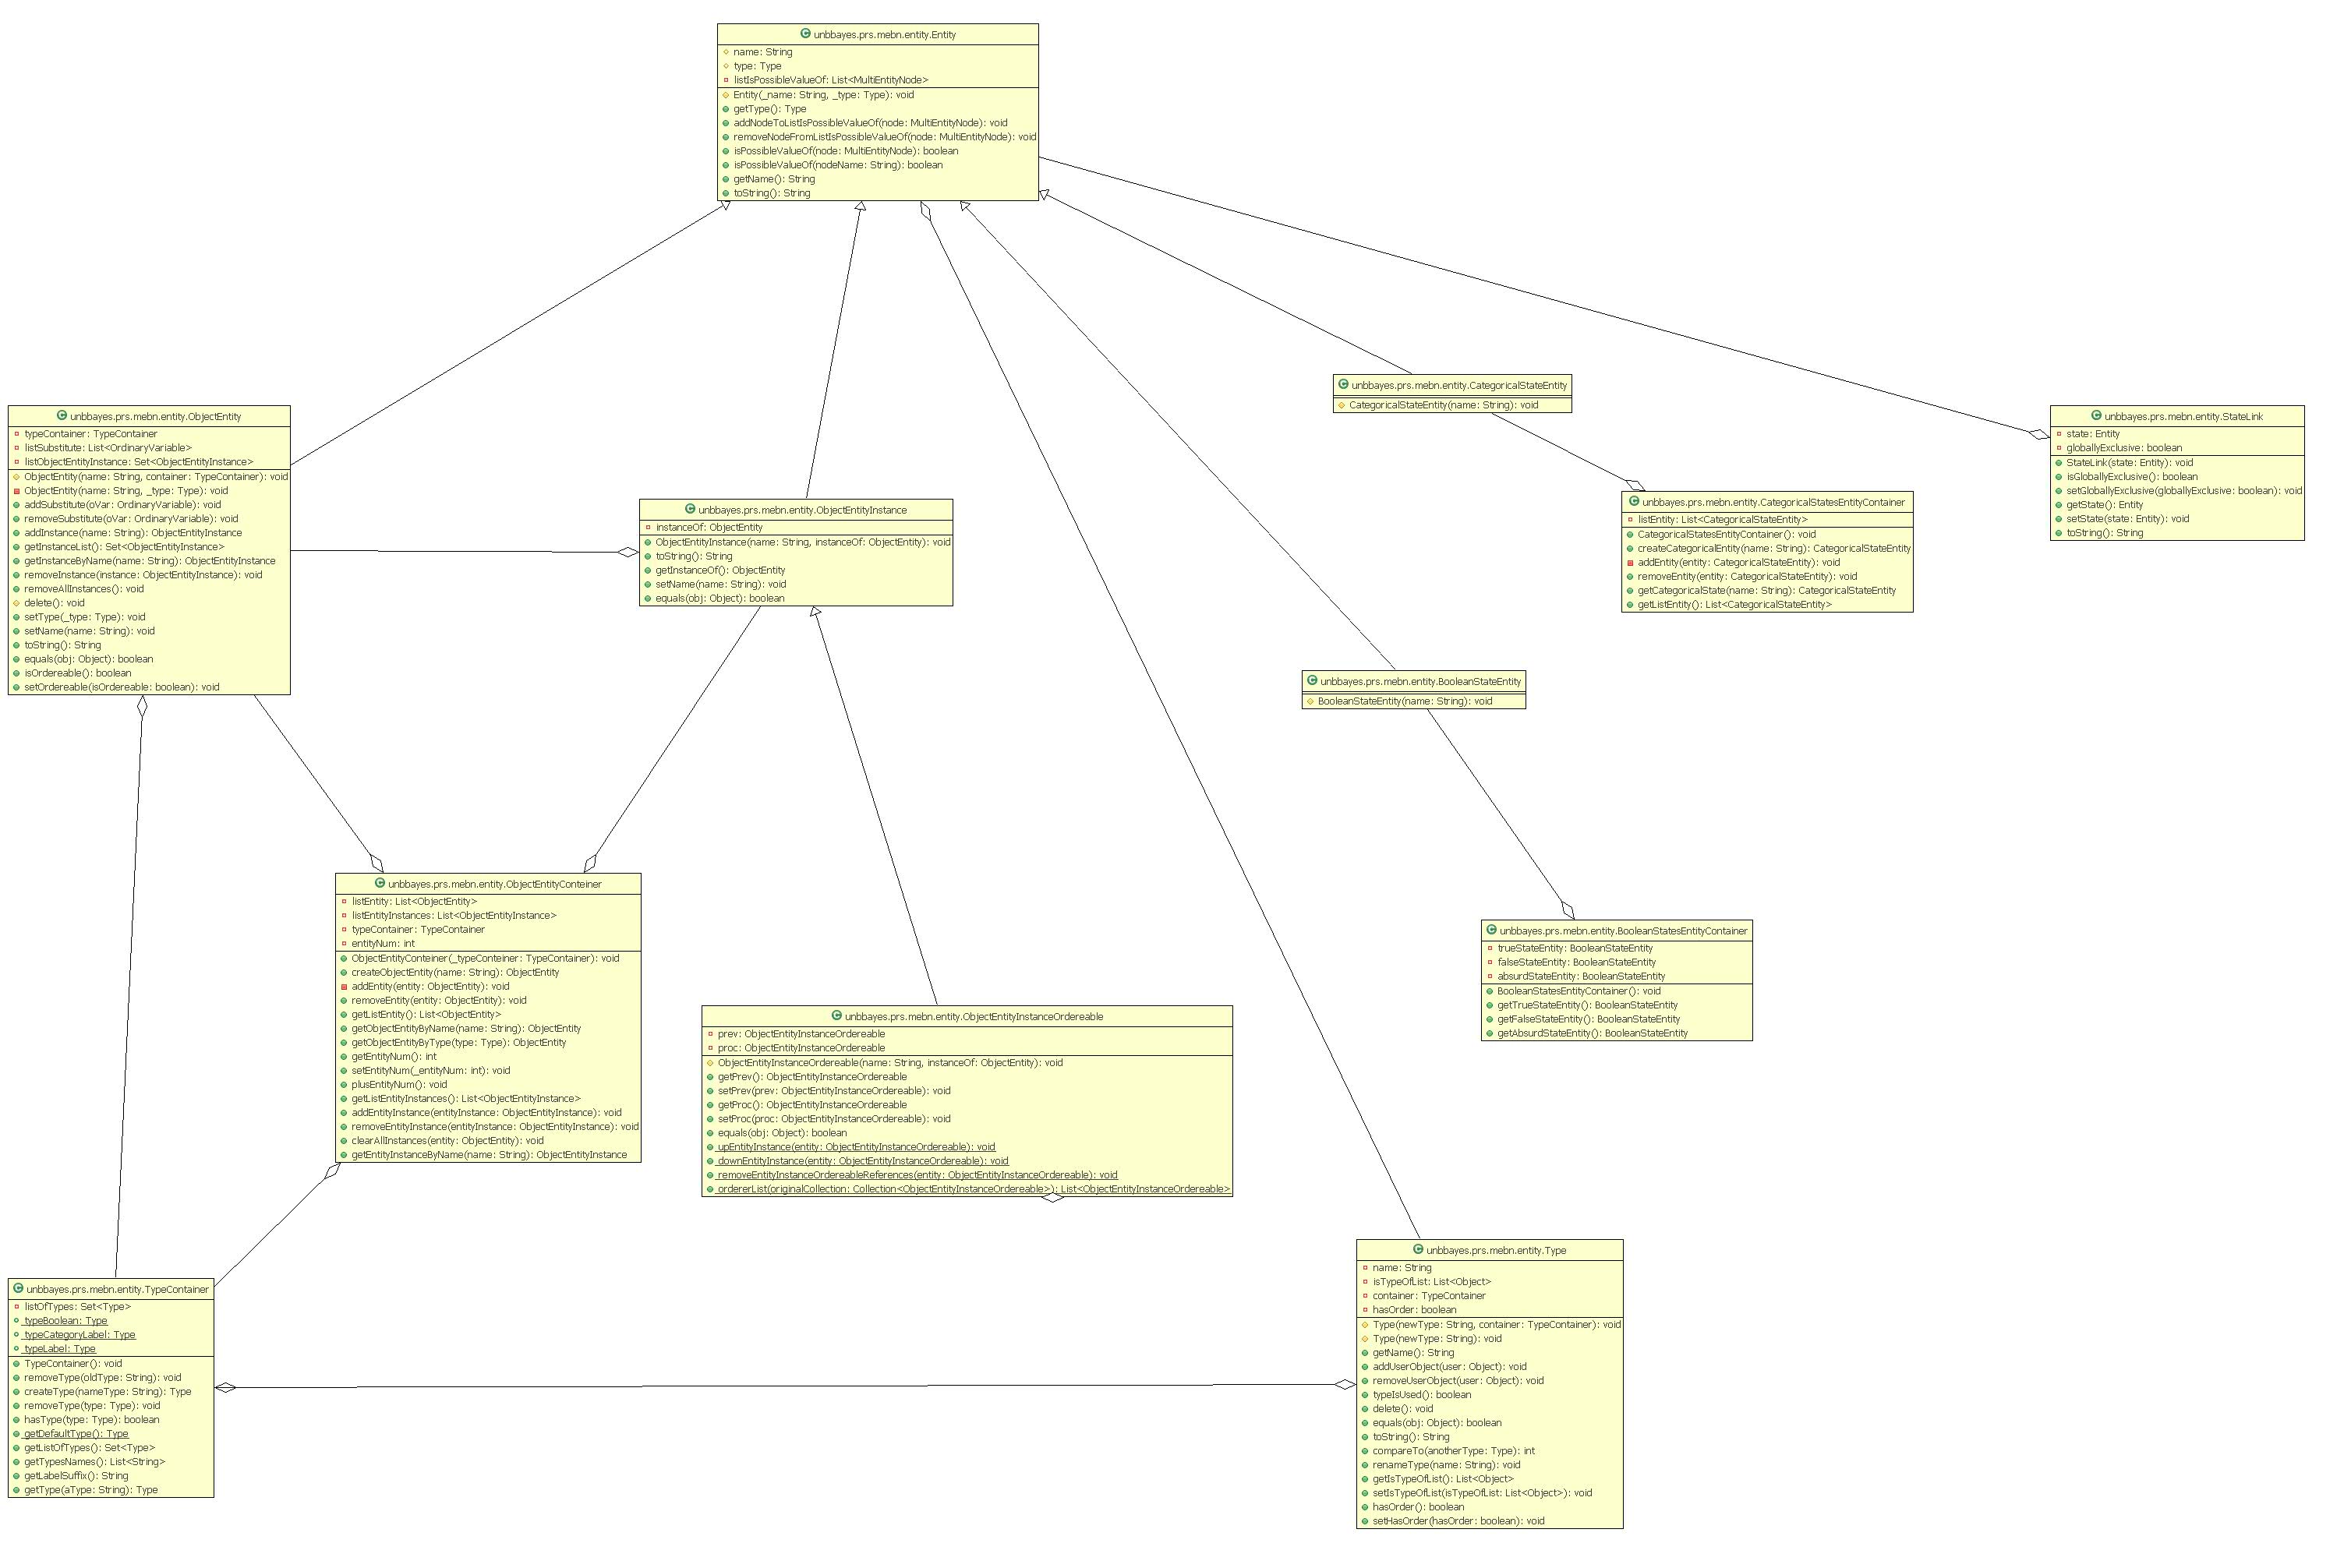 unbbayes.prs.mebn.entity.Entity
name: String
type: Type
listIsPossibleValueOf: List<MultiEntityNode>
Entity(_name: String, _type: Type): void
getType(): Type
addNodeToListIsPossibleValueOf(node: MultiEntityNode): void
removeNodeFromListIsPossibleValueOf(node: MultiEntityNode): void
isPossibleValueOf(node: MultiEntityNode): boolean
isPossibleValueOf(nodeName: String): boolean
getName(): String
toString(): String
unbbayes.prs.mebn.entity.CategoricalStateEntity
CategoricalStateEntity(name: String): void
unbbayes.prs.mebn.entity.ObjectEntity
typeContainer: TypeContainer
listSubstitute: List<OrdinaryVariable>
listObjectEntityInstance: Set<ObjectEntityInstance>
ObjectEntity(name: String, container: TypeContainer): void
ObjectEntity(name: String, _type: Type): void
addSubstitute(oVar: OrdinaryVariable): void
removeSubstitute(oVar: OrdinaryVariable): void
addInstance(name: String): ObjectEntityInstance
getInstanceList(): Set<ObjectEntityInstance>
getInstanceByName(name: String): ObjectEntityInstance
removeInstance(instance: ObjectEntityInstance): void
removeAllInstances(): void
delete(): void
setType(_type: Type): void
setName(name: String): void
toString(): String
equals(obj: Object): boolean
isOrdereable(): boolean
setOrdereable(isOrdereable: boolean): void
unbbayes.prs.mebn.entity.StateLink
state: Entity
globallyExclusive: boolean
StateLink(state: Entity): void
isGloballyExclusive(): boolean
setGloballyExclusive(globallyExclusive: boolean): void
getState(): Entity
setState(state: Entity): void
toString(): String
unbbayes.prs.mebn.entity.ObjectEntityInstance
instanceOf: ObjectEntity
ObjectEntityInstance(name: String, instanceOf: ObjectEntity): void
toString(): String
getInstanceOf(): ObjectEntity
setName(name: String): void
equals(obj: Object): boolean
unbbayes.prs.mebn.entity.CategoricalStatesEntityContainer
listEntity: List<CategoricalStateEntity>
CategoricalStatesEntityContainer(): void
createCategoricalEntity(name: String): CategoricalStateEntity
addEntity(entity: CategoricalStateEntity): void
removeEntity(entity: CategoricalStateEntity): void
getCategoricalState(name: String): CategoricalStateEntity
getListEntity(): List<CategoricalStateEntity>
unbbayes.prs.mebn.entity.BooleanStateEntity
BooleanStateEntity(name: String): void
unbbayes.prs.mebn.entity.ObjectEntityConteiner
listEntity: List<ObjectEntity>
listEntityInstances: List<ObjectEntityInstance>
typeContainer: TypeContainer
entityNum: int
ObjectEntityConteiner(_typeConteiner: TypeContainer): void
createObjectEntity(name: String): ObjectEntity
addEntity(entity: ObjectEntity): void
removeEntity(entity: ObjectEntity): void
getListEntity(): List<ObjectEntity>
getObjectEntityByName(name: String): ObjectEntity
getObjectEntityByType(type: Type): ObjectEntity
getEntityNum(): int
setEntityNum(_entityNum: int): void
plusEntityNum(): void
getListEntityInstances(): List<ObjectEntityInstance>
addEntityInstance(entityInstance: ObjectEntityInstance): void
removeEntityInstance(entityInstance: ObjectEntityInstance): void
clearAllInstances(entity: ObjectEntity): void
getEntityInstanceByName(name: String): ObjectEntityInstance
unbbayes.prs.mebn.entity.BooleanStatesEntityContainer
trueStateEntity: BooleanStateEntity
falseStateEntity: BooleanStateEntity
absurdStateEntity: BooleanStateEntity
BooleanStatesEntityContainer(): void
getTrueStateEntity(): BooleanStateEntity
getFalseStateEntity(): BooleanStateEntity
getAbsurdStateEntity(): BooleanStateEntity
unbbayes.prs.mebn.entity.ObjectEntityInstanceOrdereable
prev: ObjectEntityInstanceOrdereable
proc: ObjectEntityInstanceOrdereable
ObjectEntityInstanceOrdereable(name: String, instanceOf: ObjectEntity): void
getPrev(): ObjectEntityInstanceOrdereable
setPrev(prev: ObjectEntityInstanceOrdereable): void
getProc(): ObjectEntityInstanceOrdereable
setProc(proc: ObjectEntityInstanceOrdereable): void
equals(obj: Object): boolean
upEntityInstance(entity: ObjectEntityInstanceOrdereable): void
downEntityInstance(entity: ObjectEntityInstanceOrdereable): void
removeEntityInstanceOrdereableReferences(entity: ObjectEntityInstanceOrdereable): void
ordererList(originalCollection: Collection<ObjectEntityInstanceOrdereable>): List<ObjectEntityInstanceOrdereable>
unbbayes.prs.mebn.entity.Type
name: String
isTypeOfList: List<Object>
container: TypeContainer
hasOrder: boolean
Type(newType: String, container: TypeContainer): void
Type(newType: String): void
getName(): String
addUserObject(user: Object): void
removeUserObject(user: Object): void
typeIsUsed(): boolean
delete(): void
equals(obj: Object): boolean
toString(): String
compareTo(anotherType: Type): int
renameType(name: String): void
getIsTypeOfList(): List<Object>
setIsTypeOfList(isTypeOfList: List<Object>): void
hasOrder(): boolean
setHasOrder(hasOrder: boolean): void
unbbayes.prs.mebn.entity.TypeContainer
listOfTypes: Set<Type>
typeBoolean: Type
typeCategoryLabel: Type
typeLabel: Type
TypeContainer(): void
removeType(oldType: String): void
createType(nameType: String): Type
removeType(type: Type): void
hasType(type: Type): boolean
getDefaultType(): Type
getListOfTypes(): Set<Type>
getTypesNames(): List<String>
getLabelSuffix(): String
getType(aType: String): Type